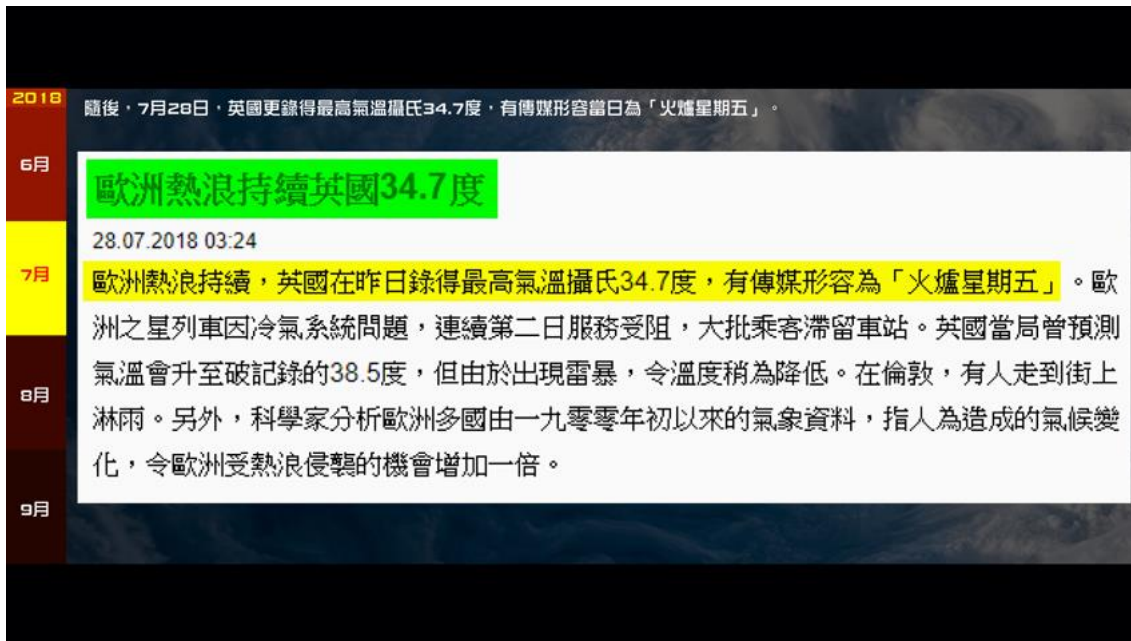 2018
隨後，7月28日，英國更錄得最高氣溫攝氏34.7度，有傳媒形容當日為「火爐星期五」。
6月
歐洲熱浪持續英國34.7度
28.07.2018 03:24
7月
歐洲熱浪持續，英國在昨日錄得最高氣溫攝氏34.7度，有傳媒形容為「火爐星期五」。歐
洲之星列車因冷氣系統問題，連續第二日服務受阻，大批乘客滯留車站。英國當局曾預測
氣溫會升至破記錄的38.5度，但由於出現雷暴，令溫度稍為降低。在倫敦，有人走到街上
8月
淋雨。另外，科學家分析歐洲多國由一九零零年初以來的氣象資料，指人為造成的氣候變
化，令歐洲受熱浪侵襲的機會增加一倍。
9月